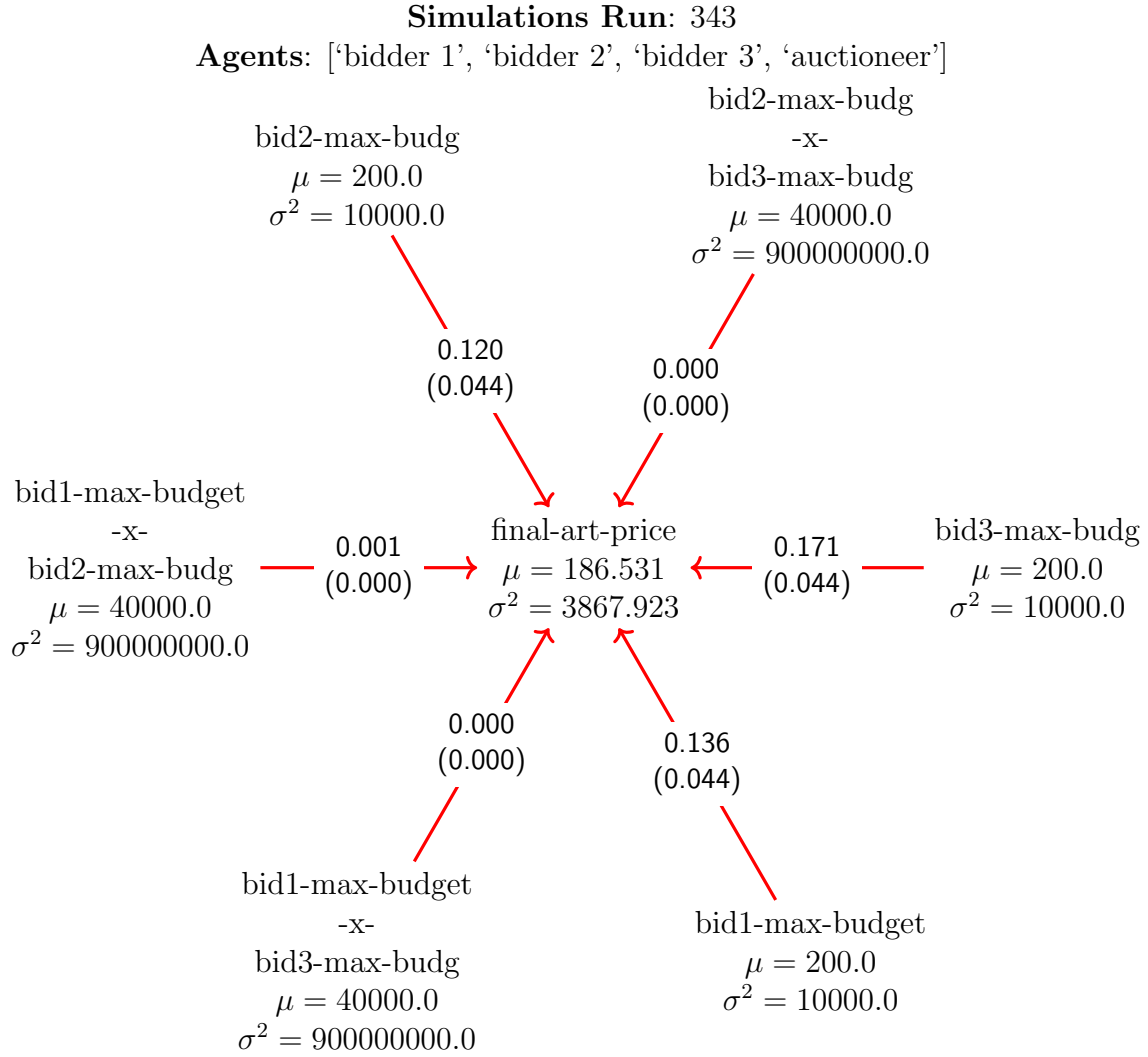 Simulations Run: 343
Agents: [‘bidder 1’, ‘bidder 2’, ‘bidder 3’, ‘auctioneer’]
bid2-max-budg
μ = 200.0
σ² = 10000.0
bid2-max-budg
-x-
bid3-max-budg
μ = 40000.0
σ² = 900000000.0
0.120
(0.044)
0.000
(0.000)
bid1-max-budget
-x-
bid2-max-budg
μ = 40000.0
σ² = 900000000.0
0.001
(0.000)
final-art-price
μ = 186.531
σ² = 3867.923
0.171
(0.044)
bid3-max-budg
μ = 200.0
σ² = 10000.0
0.000
(0.000)
0.136
(0.044)
bid1-max-budget
-x-
bid3-max-budg
μ = 40000.0
σ² = 900000000.0
bid1-max-budget
μ = 200.0
σ² = 10000.0